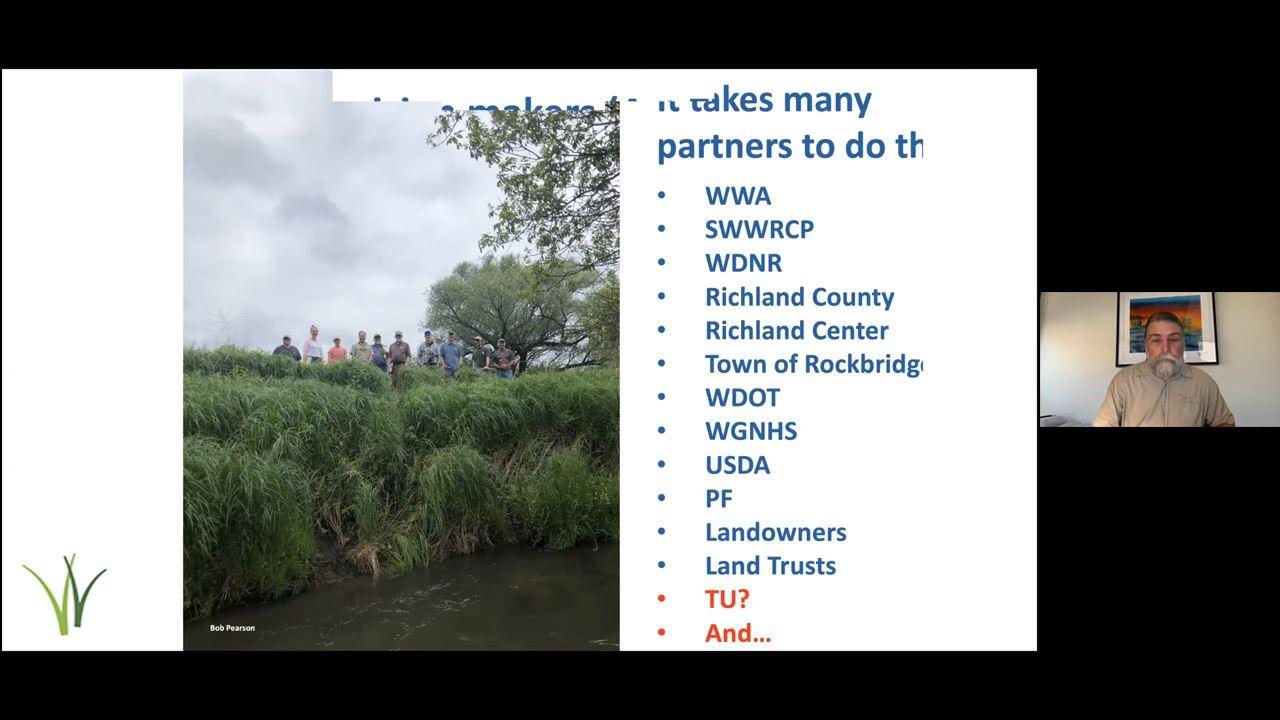 makers
It takes many
partners to do th
• WWA
• SWWRCP
• WDNR
• Richland County
• Richland Center
• Town of Rockbridge
• WDOT
• WGNHS
• USDA
• PF
• Landowners
• Land Trusts
• TU?
• And...
Bob Pearson